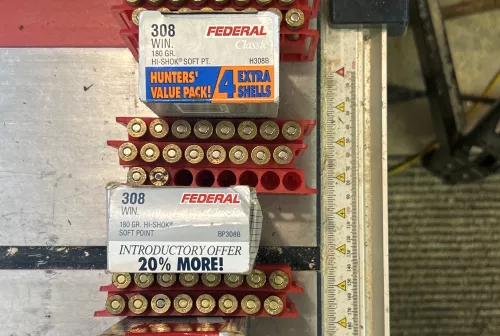 308 FEDERAL
WIN. Classic
180 GR.
HI-SHOK® SOFT PT. H308B
HUNTERS' 4 EXTRA
VALUE PACK! SHELLS
308 FEDERAL
WIN.
180 GR. HI-SHOK®
SOFT POINT BP308B
INTRODUCTORY OFFER
20% MORE!